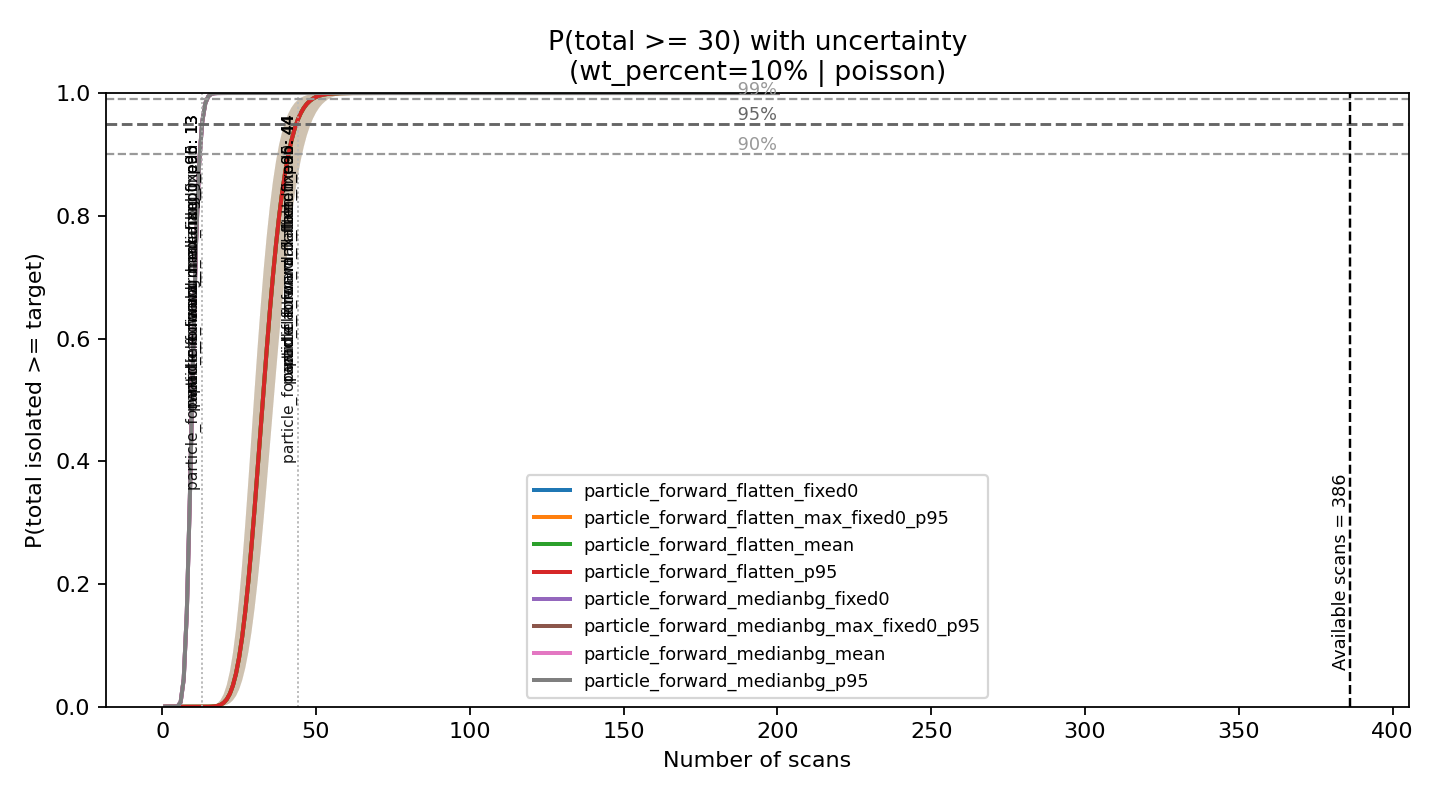 P(total >= 30) with uncertainty
(wt_percent=10% | poisson)
P(total isolated >= target)
1.0
0.8
0.6
0.4
0.2
0.0
99%
95%
90%
13
44
Available scans = 386
particle_forward_flatten_fixed0
particle_forward_flatten_max_fixed0_p95
particle_forward_flatten_mean
particle_forward_flatten_p95
particle_forward_medianbg_fixed0
particle_forward_medianbg_max_fixed0_p95
particle_forward_medianbg_mean
particle_forward_medianbg_p95
0
50
100
150
200
250
300
350
400
Number of scans